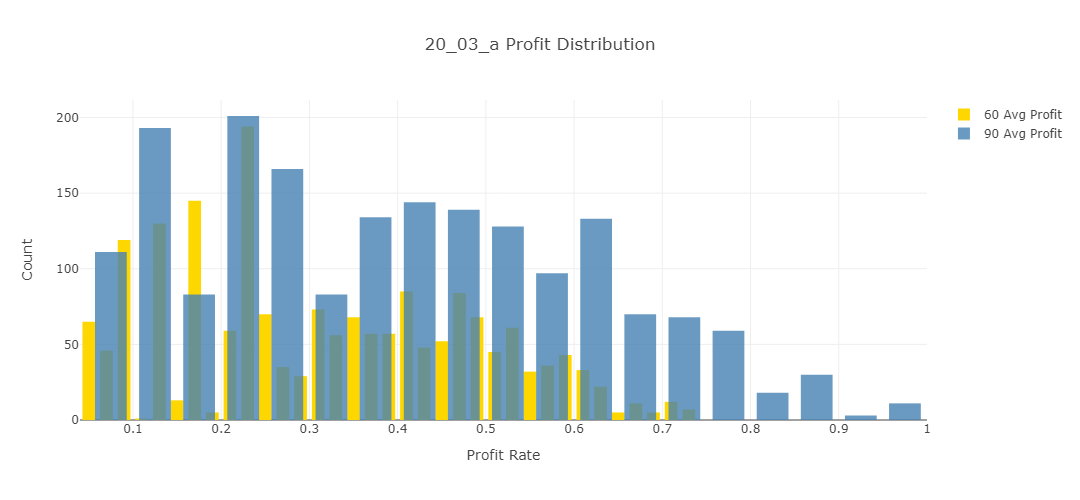 20_03_a Profit Distribution
60 Avg Profit
90 Avg Profit
200
150
100
50
0
Count
0.1 0.2 0.3 0.4 0.5 0.6 0.7 0.8 0.9 1
Profit Rate